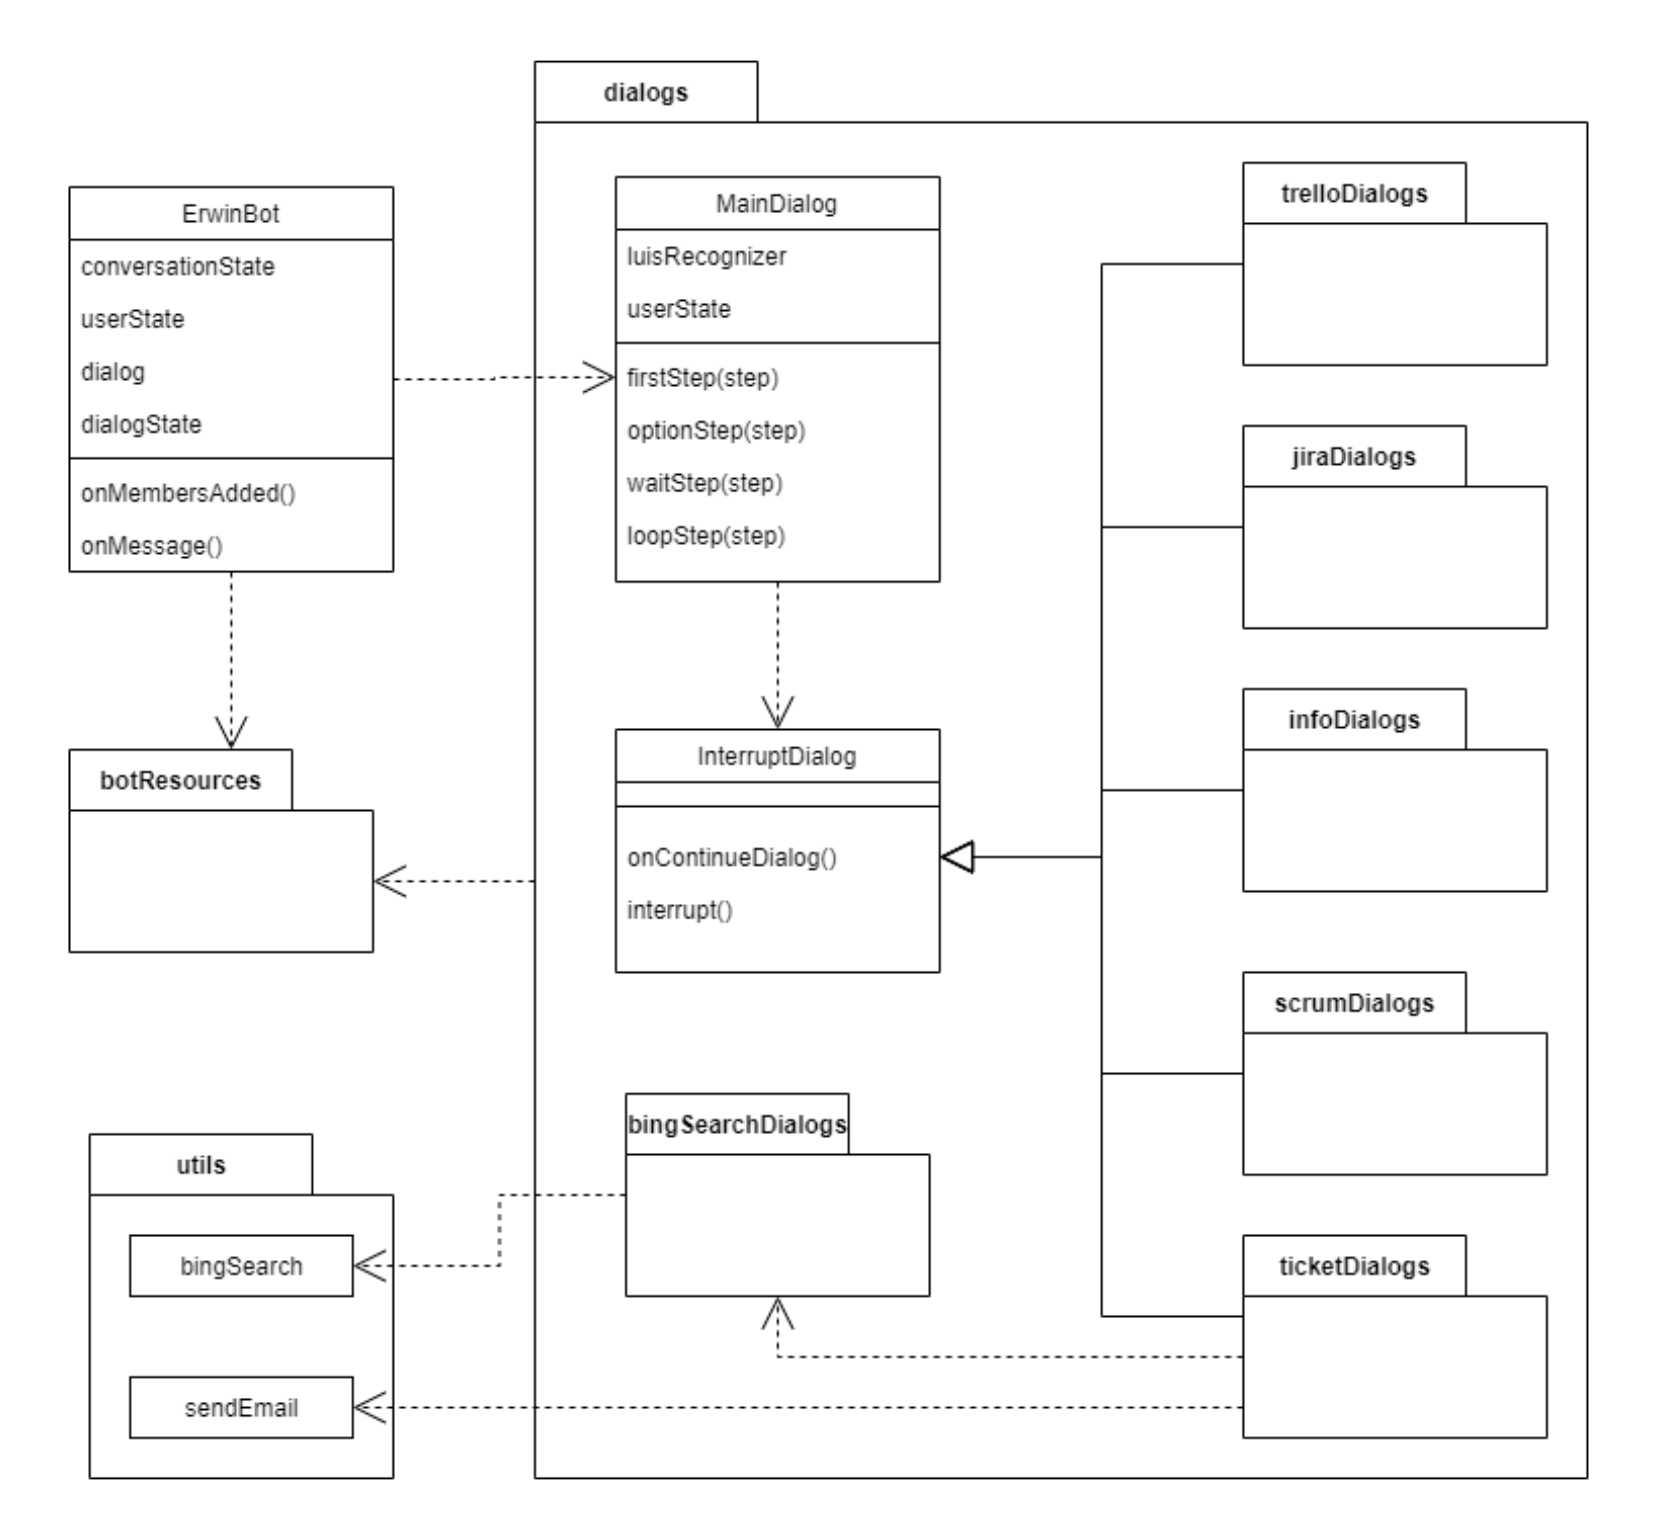 dialogs
ErwinBot
conversationState
userState
dialog
dialogState
onMembersAdded()
onMessage()
MainDialog
luisRecognizer
userState
firstStep(step)
optionStep(step)
waitStep(step)
loopStep(step)
trelloDialogs
jiraDialogs
botResources
InterruptDialog
onContinueDialog()
interrupt()
infoDialogs
scrumDialogs
utils
bingSearch
sendEmail
bingSearchDialogs
ticketDialogs